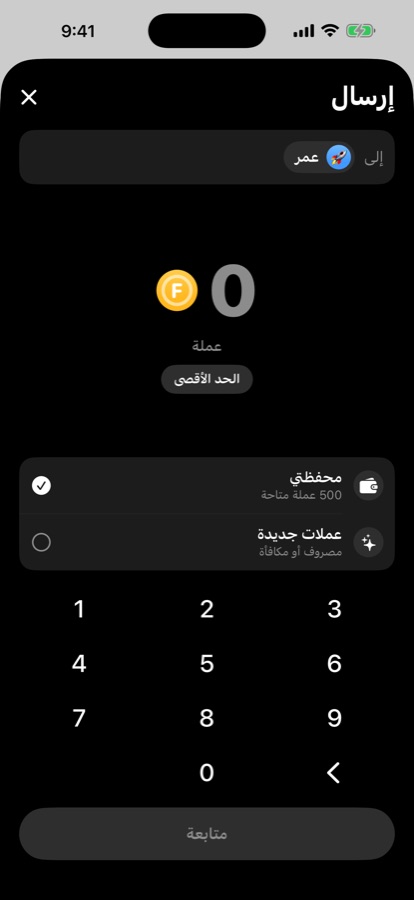 9:41
إرسال
إلى عمر
0 F
عملة
الحد الأقصى
محفظتي
500 عملة متاحة
عملات جديدة
مصروف أو مكافأة
1 2 3
4 5 6
7 8 9
0
متابعة